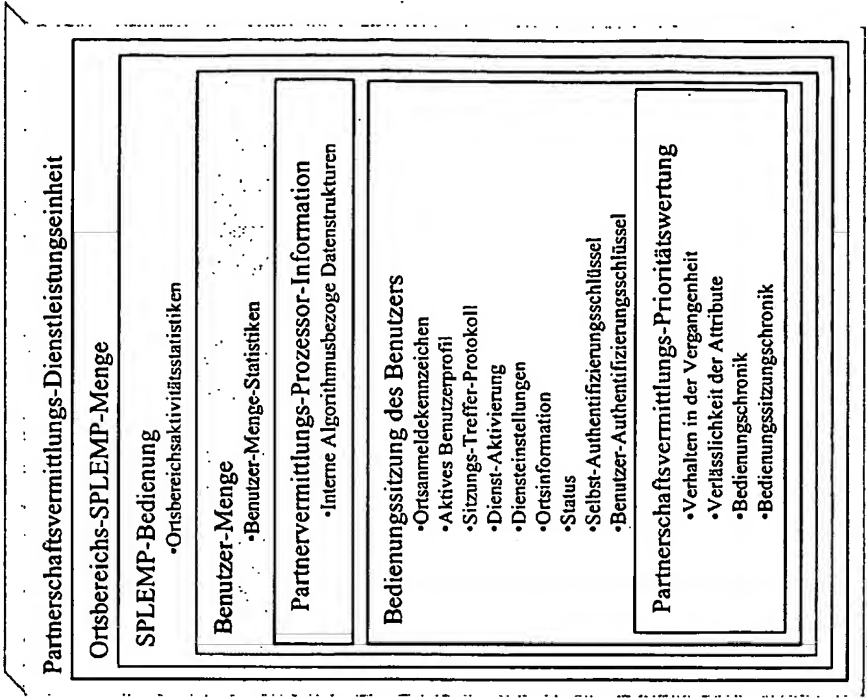 Partnerschaftsvermittlungs-Dienstleistungseinheit
Ortsbereichs-SPLEMP-Menge
SPLEMP-Bedienung
•Ortsbereichsaktivitätsstatistiken
Benutzer-Menge
•Benutzer-Menge-Statistiken
Partnervermittlungs-Prozessor-Information
•Interne Algorithmusbezoge Datenstrukturen
Bedienungssitzung des Benutzers
•Ortsanmeldekennzeichen
•Aktives Benutzerprofil
•Sitzungs-Treffer-Protokoll
•Dienst-Aktivierung
•Diensteinstellungen
•Ortsinformation
•Status
•Selbst-Authentifizierungsschlüssel
•Benutzer-Authentifizierungsschlüssel
Partnerschaftsvermittlungs-Prioritätswertung
•Verhalten in der Vergangenheit
•Verlässlichkeit der Attribute
•Bedienungschronik
•Bedienungssitzungschronik